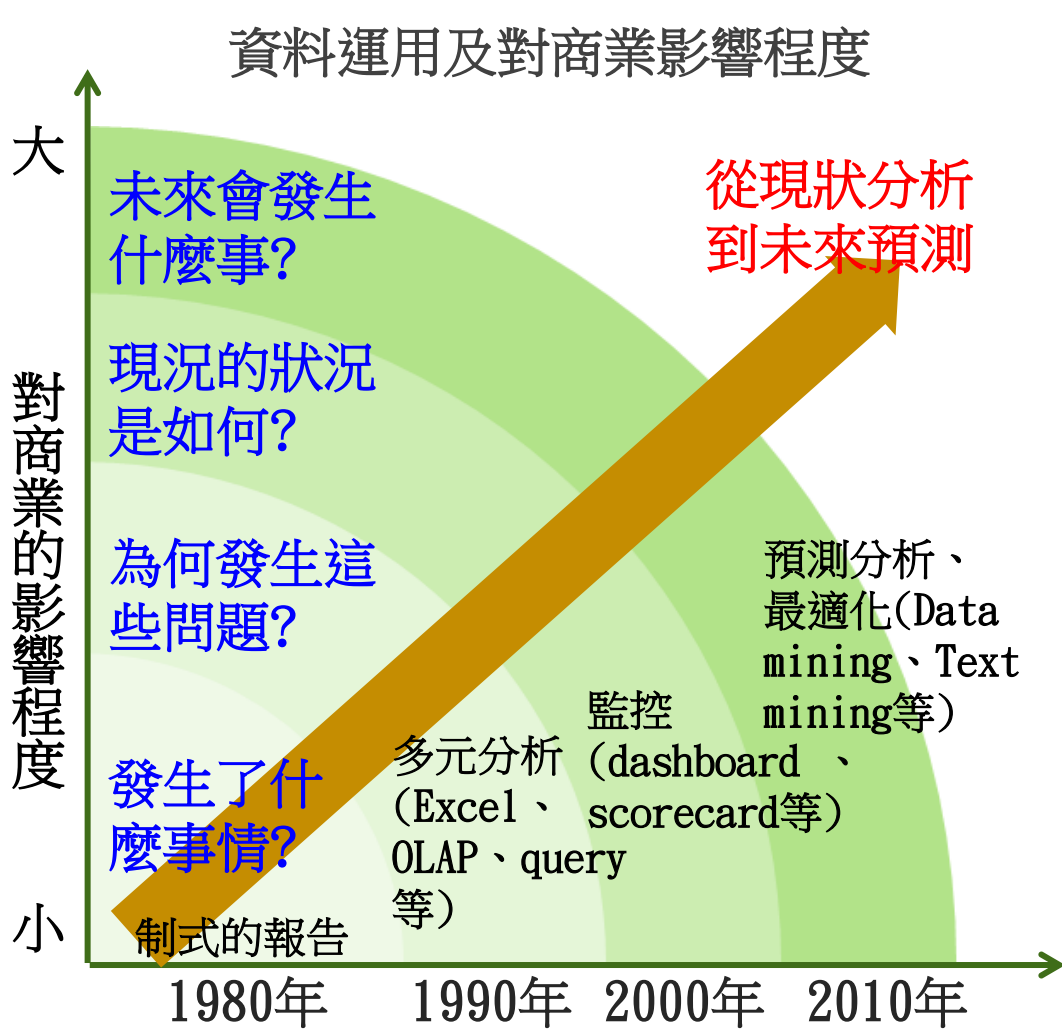 資料運用及對商業影響程度
大
對商業的影響程度
小
未來會發生
什麼事?
現況的狀況
是如何?
為何發生這
些問題?
發生了什
麼事情?
從現狀分析
到未來預測
制式的報告
多元分析
(Excel、
OLAP、query
等)
監控
(dashboard 、
scorecard等)
預測分析、
最適化(Data
mining、Text
mining等)
1980年
1990年
2000年
2010年